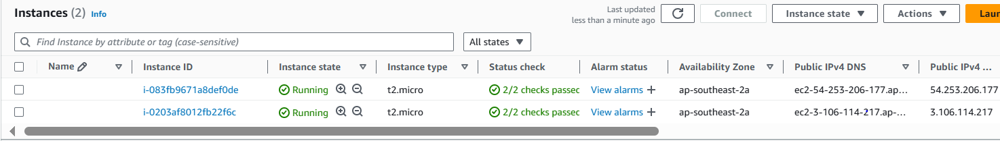 Instances (2) Info
Last updated
less than a minute ago
Connect
Instance state
Actions
Find Instance by attribute or tag (case-sensitive)
All states
Name Instance ID Instance state Instance type Status check Alarm status Availability Zone Public IPv4 DNS Public IPv4 ...
i-083fb9671a8def0de Running t2.micro 2/2 checks passec View alarms + ap-southeast-2a ec2-54-253-206-177.ap... 54.253.206.177
i-0203af8012fb22f6c Running t2.micro 2/2 checks passec View alarms + ap-southeast-2a ec2-3-106-114-217.ap-... 3.106.114.217